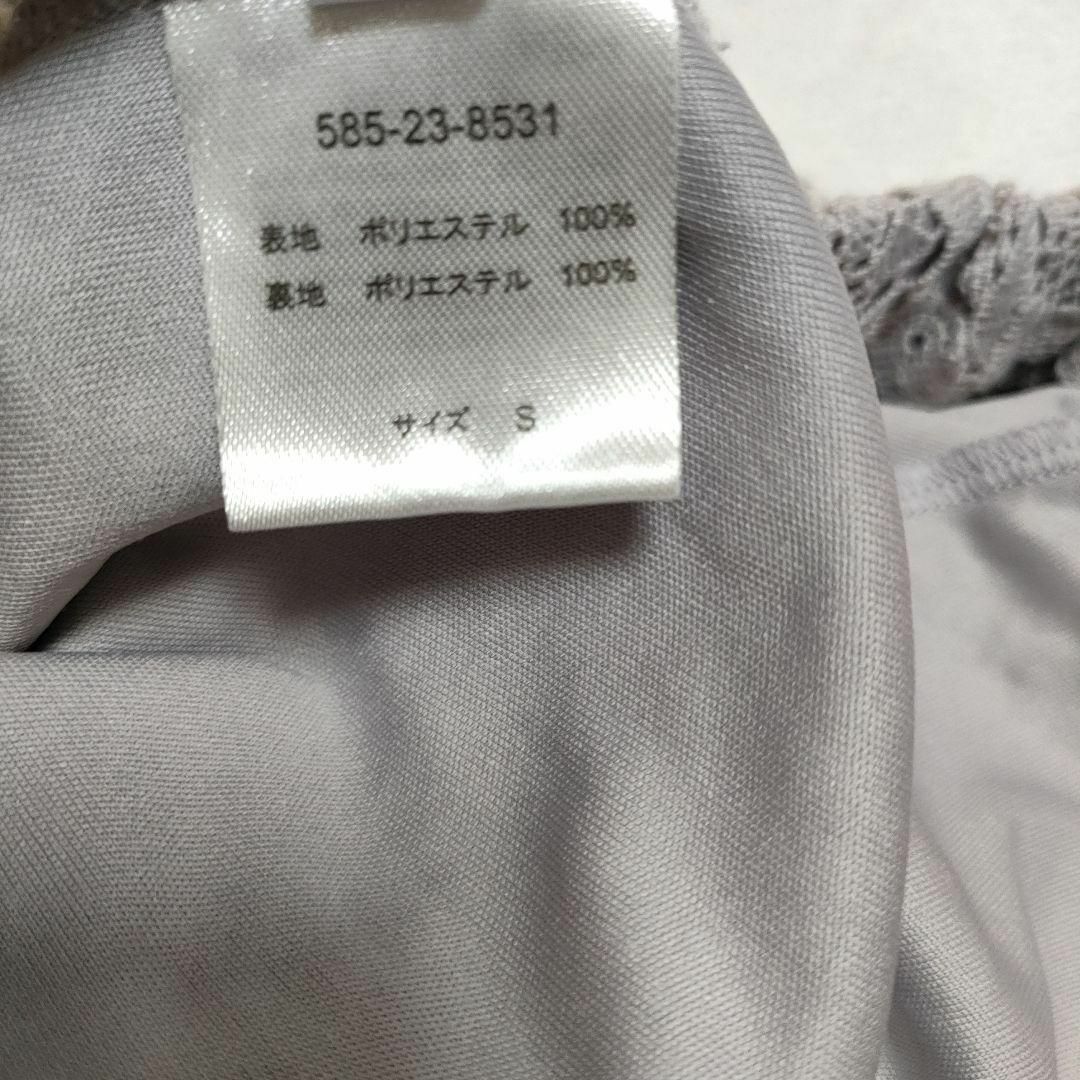 585-23-8531
表地 ポリエステル 100%
裏地 ポリエステル 100%
サイズ S